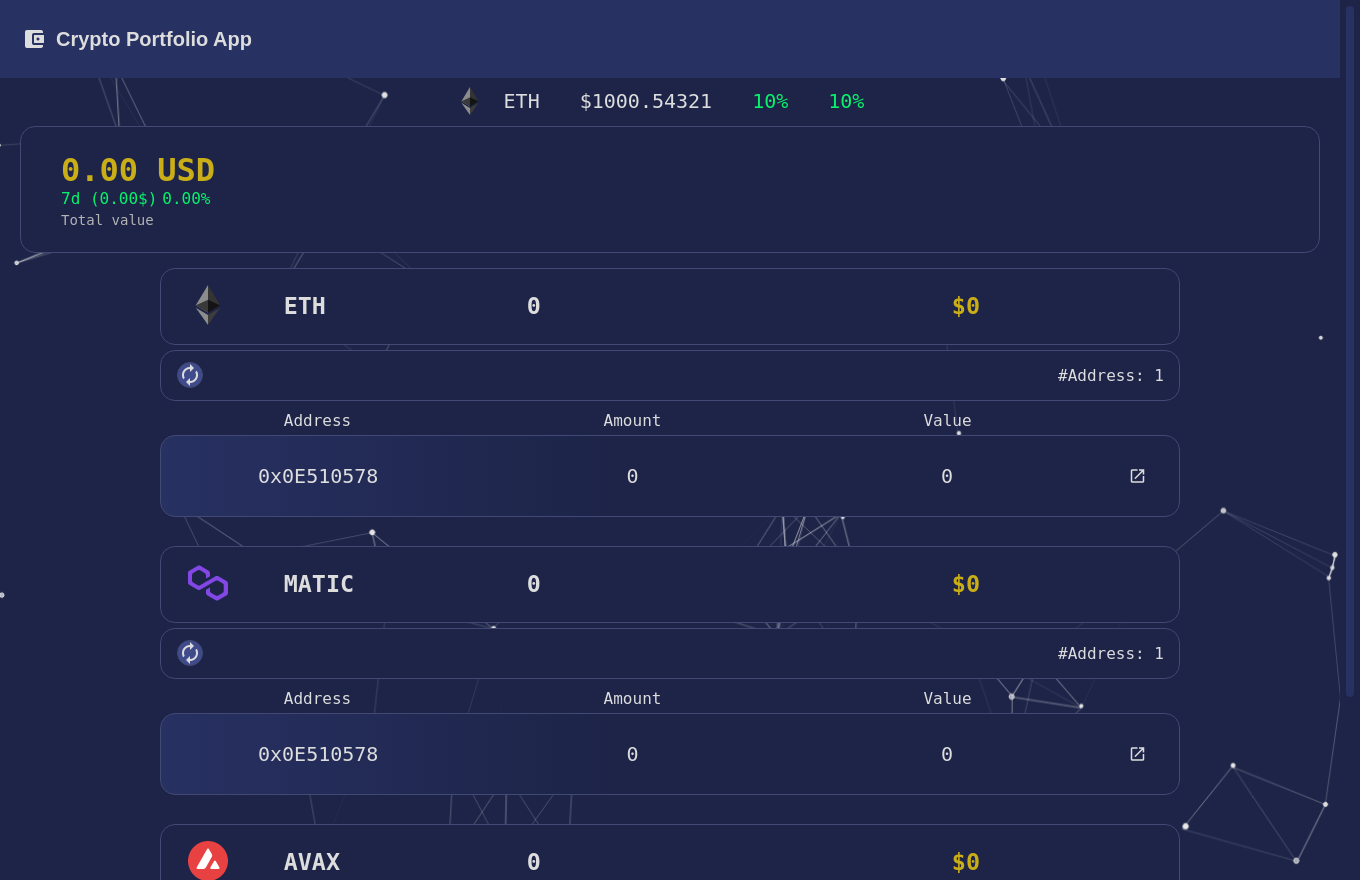 Crypto Portfolio App
ETH $1000.54321 10% 10%
0.00 USD
7d (0.00$) 0.00%
Total value
ETH 0 $0
#Address: 1
Address Amount Value
0x0E510578 0 0
MATIC 0 $0
#Address: 1
Address Amount Value
0x0E510578 0 0
AVAX 0 $0